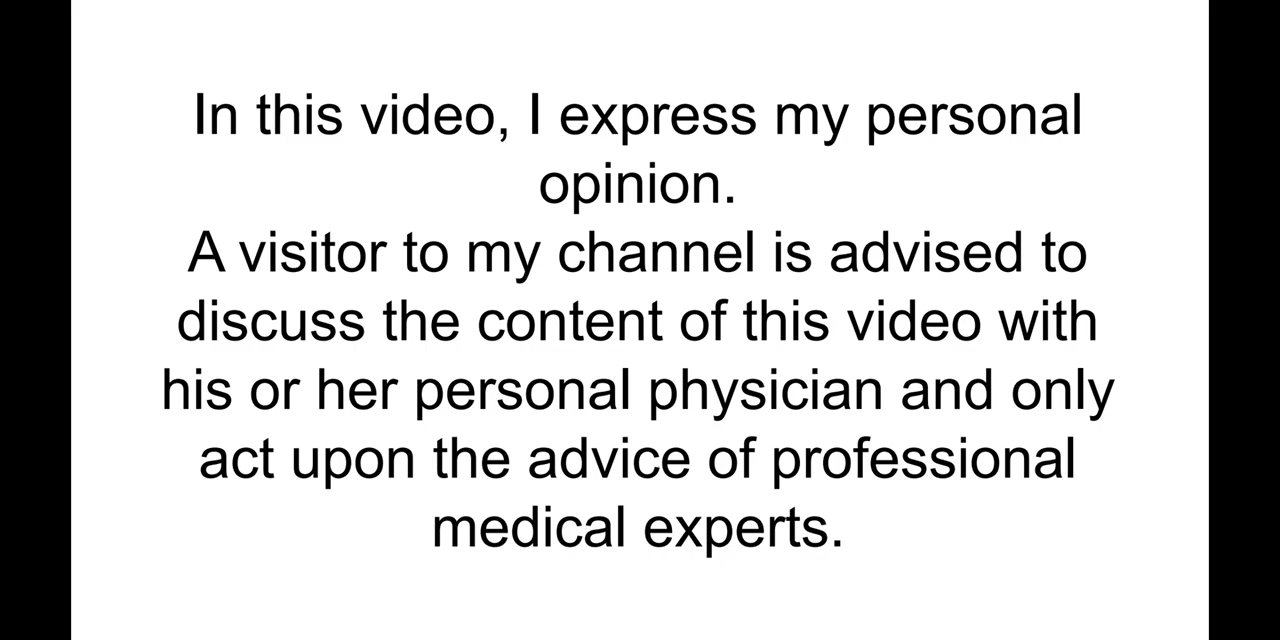 In this video, I express my personal
opinion.
A visitor to my channel is advised to
discuss the content of this video with
his or her personal physician and only
act upon the advice of professional
medical experts.